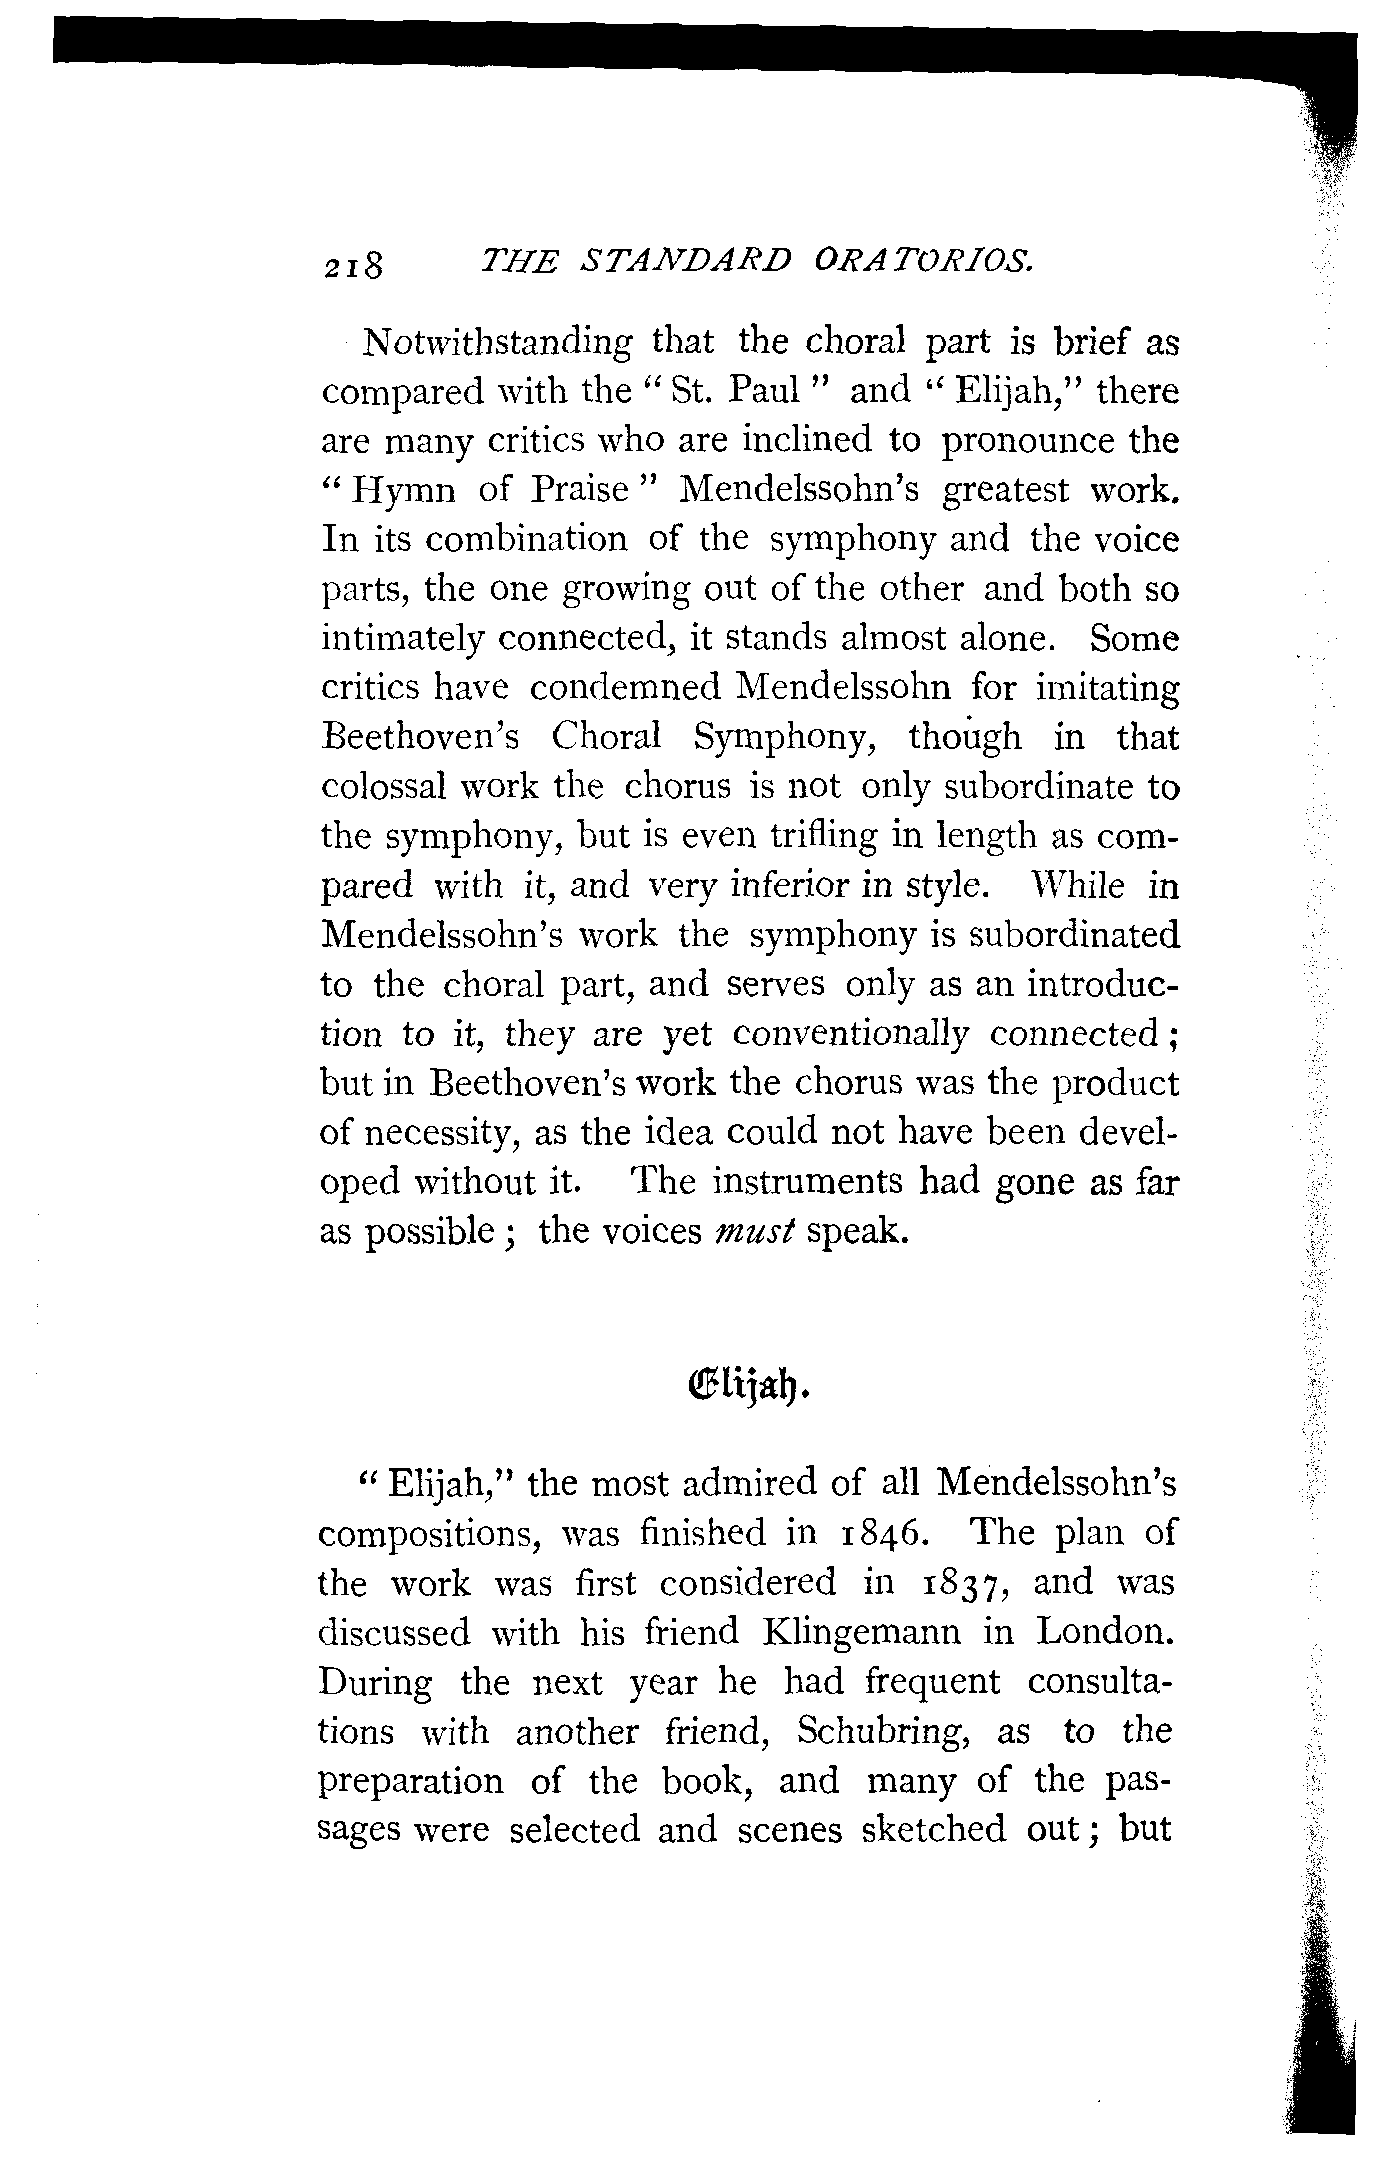 218 THE STANDARD ORATORIOS.
Notwithstanding that the choral part is brief as
compared with the " St. Paul " and " Elijah," there
are many critics who are inclined to pronounce the
" Hymn of Praise " Mendelssohn's greatest work.
In its combination of the symphony and the voice
parts, the one growing out of the other and both so
intimately connected, it stands almost alone. Some
critics have condemned Mendelssohn for imitating
Beethoven's Choral Symphony, though in that
colossal work the chorus is not only subordinate to
the symphony, but is even trifling in length as com-
pared with it, and very inferior in style. While in
Mendelssohn's work the symphony is subordinated
to the choral part, and serves only as an introduc-
tion to it, they are yet conventionally connected ;
but in Beethoven's work the chorus was the product
of necessity, as the idea could not have been devel-
oped without it. The instruments had gone as far
as possible ; the voices must speak.
Elijah.
" Elijah," the most admired of all Mendelssohn's
compositions, was finished in 1846. The plan of
the work was first considered in 1837, and was
discussed with his friend Klingemann in London.
During the next year he had frequent consulta-
tions with another friend, Schubring, as to the
preparation of the book, and many of the pas-
sages were selected and scenes sketched out ; but